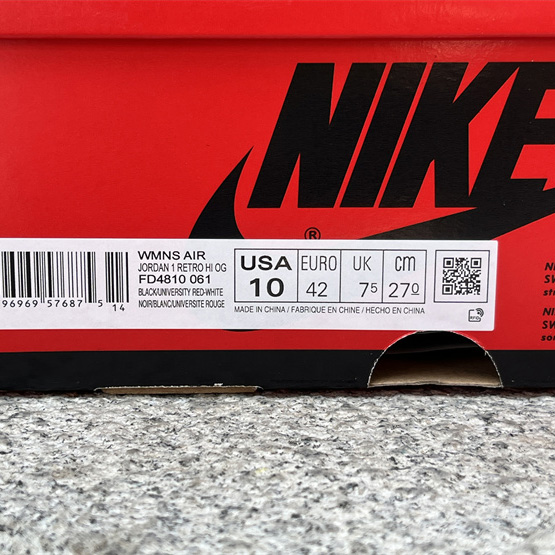 NIKE
®
WMNS AIR
JORDAN 1 RETRO HI OG
FD4810 061
BLACK/UNIVERSITY RED-WHITE
NOIR/BLANC/UNIVERSITE ROUGE
USA EURO UK cm
10 42 75 270
MADE IN CHINA / FABRIQUE EN CHINE / HECHO EN CHINA
96969 57687 5 14
RFID